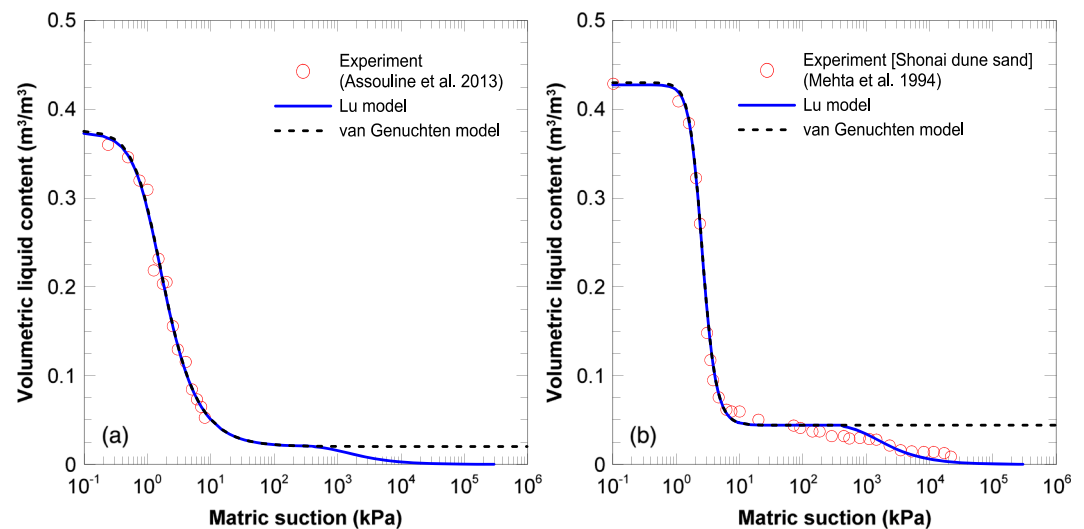 0.5
0.4
0.3
0.2
0.1
0
Volumetric liquid content (m³/m³)
Experiment
(Assouline et al. 2013)
Lu model
van Genuchten model
(a)
10⁻¹ 10⁰ 10¹ 10² 10³ 10⁴ 10⁵ 10⁶
Matric suction (kPa)
0.5
0.4
0.3
0.2
0.1
0
Volumetric liquid content (m³/m³)
Experiment [Shonai dune sand]
(Mehta et al. 1994)
Lu model
van Genuchten model
(b)
10⁻¹ 10⁰ 10¹ 10² 10³ 10⁴ 10⁵ 10⁶
Matric suction (kPa)